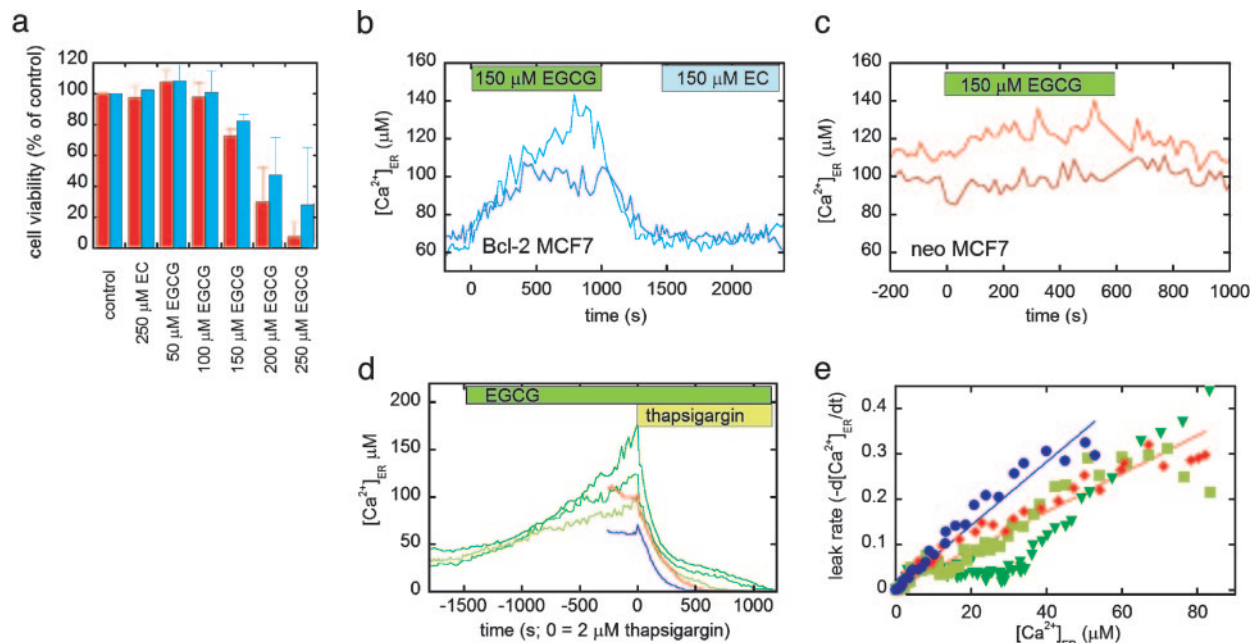 a
cell viability (% of control)
120
100
80
60
40
20
0
control
250 µM EC
50 µM EGCG
100 µM EGCG
150 µM EGCG
200 µM EGCG
250 µM EGCG
b
[Ca2+]ER (µM)
160
140
120
100
80
60
150 µM EGCG
150 µM EC
Bcl-2 MCF7
0 500 1000 1500 2000
time (s)
c
[Ca2+]ER (µM)
160
140
120
100
80
60
150 µM EGCG
neo MCF7
-200 0 200 400 600 800 1000
time (s)
d
[Ca2+]ER µM
200
150
100
50
0
EGCG
thapsigargin
-1500 -1000 -500 0 500 1000
time (s; 0 = 2 µM thapsigargin)
e
leak rate (-d[Ca2+]ER/dt)
0.4
0.3
0.2
0.1
0
0 20 40 60 80
[Ca2+]ER (µM)